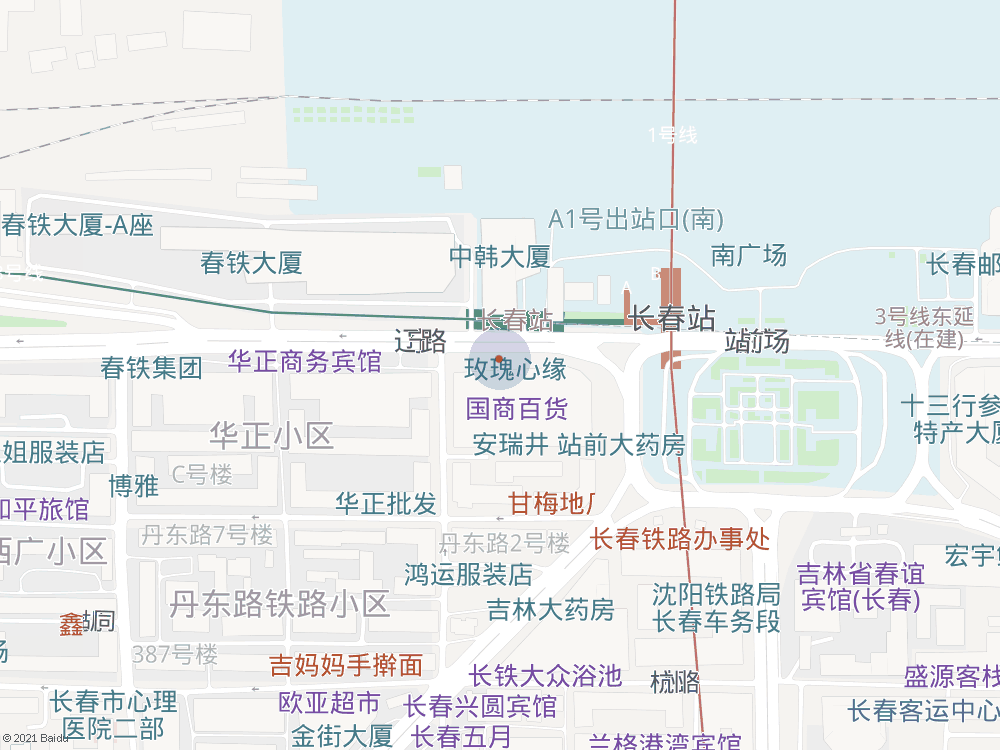 1号线
A1号出站口(南)
春铁大厦-A座
中韩大厦
南广场
春铁大厦
长春邮
长春站
长春站
3号线东延
线(在建)
辽路
站前
场
春铁集团
华正商务宾馆
玫瑰心缘
国商百货
十三行参
特产大厦
华正小区
安瑞井 站前大药房
姐服装店
C号楼
博雅
和平旅馆
华正批发
甘梅地厂
丹东路7号楼
丹东路2号楼
长春铁路办事处
西广小区
宏宇
鸿运服装店
吉林省春谊
宾馆(长春)
丹东路铁路小区
吉林大药房
沈阳铁路局
长春车务段
鑫
胡同
387号楼
场
吉妈妈手擀面
长铁大众浴池
杭路
盛源客栈
长春市心理
医院二部
欧亚超市
长春兴圆宾馆
长春客运中心
金街大厦
长春五月
兰格港湾宾馆
© 2021 Baidu